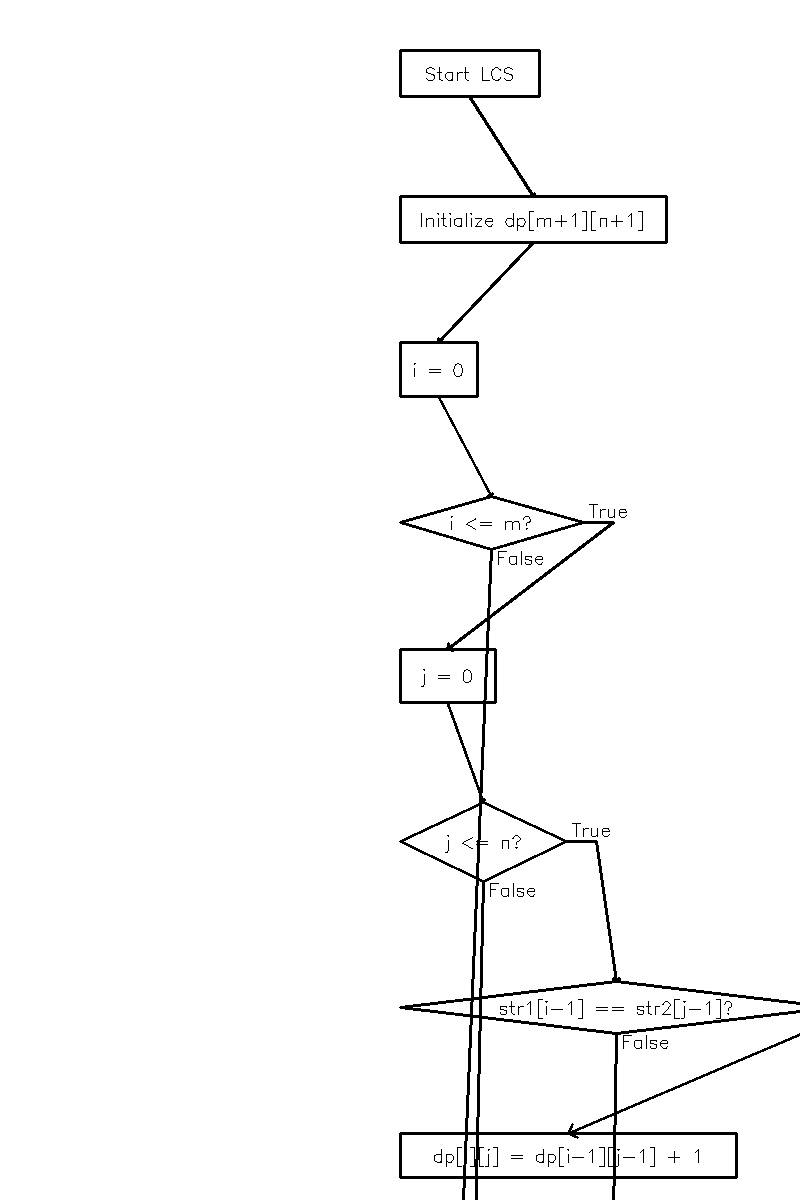 Start LCS
Initialize dp[m+1][n+1]
i = 0
i <= m?
True
False
j = 0
j <= n?
True
False
str1[i-1] == str2[j-1]?
False
dp[i][j] = dp[i-1][j-1] + 1